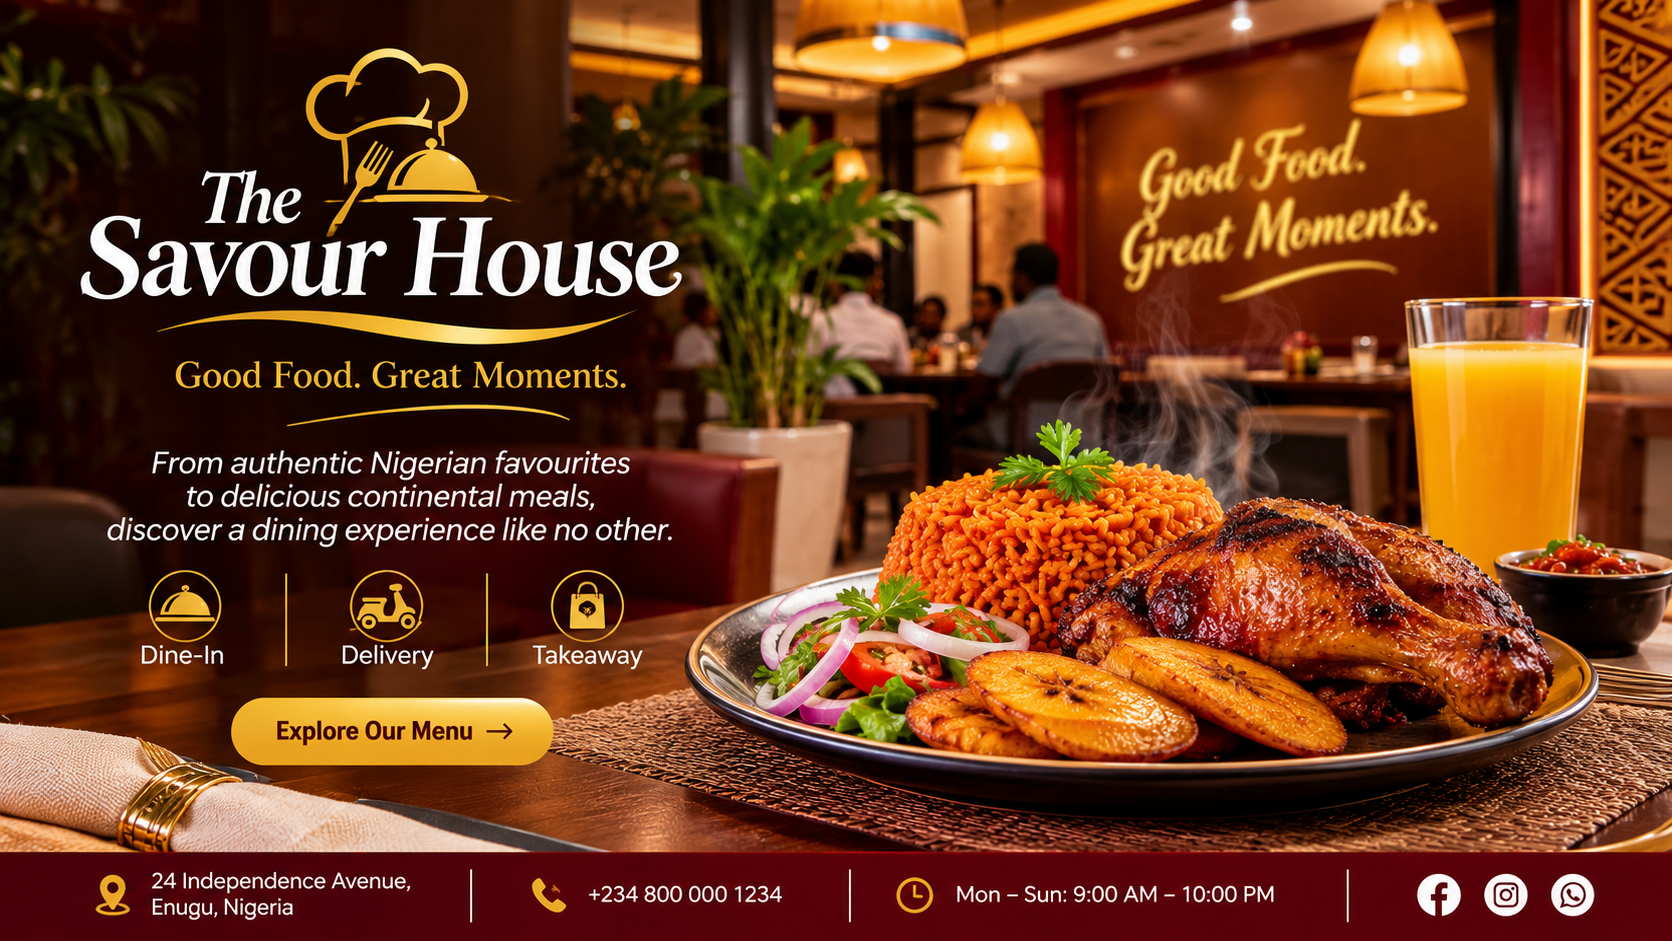 The
Savour House
Good Food. Great Moments.
From authentic Nigerian favourites
to delicious continental meals,
discover a dining experience like no other.
Dine-In
Delivery
Takeaway
Explore Our Menu →
Good Food.
Great Moments.
24 Independence Avenue,
Enugu, Nigeria
+234 800 000 1234
Mon – Sun: 9:00 AM – 10:00 PM